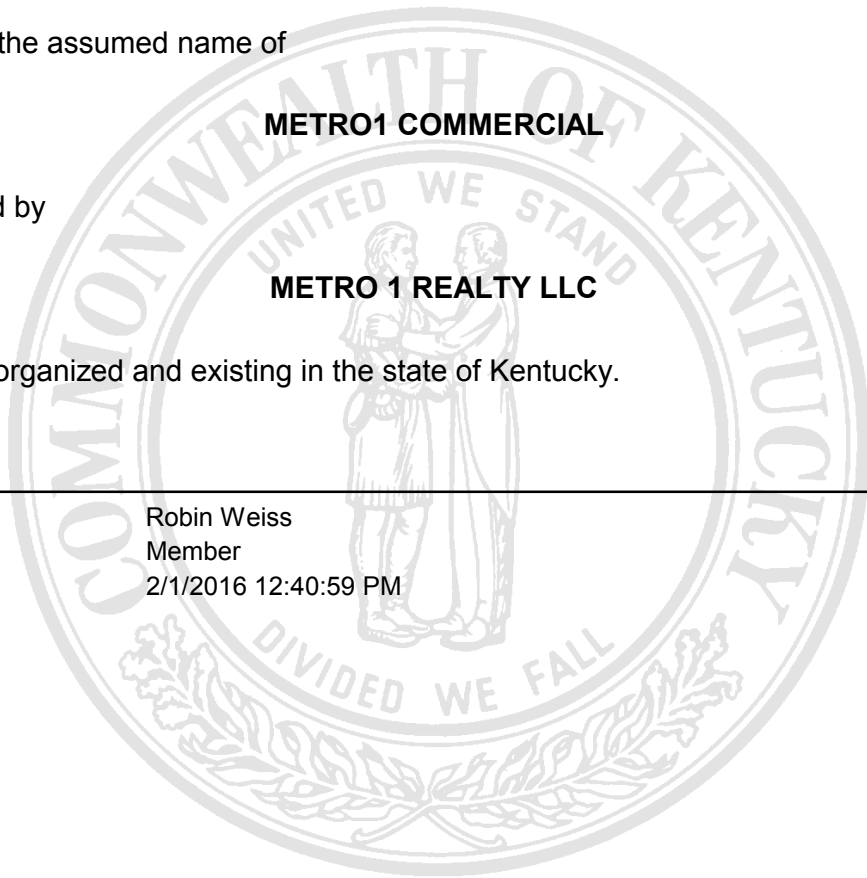 the assumed name of
METRO1 COMMERCIAL
d by
METRO 1 REALTY LLC
organized and existing in the state of Kentucky.
Robin Weiss
Member
2/1/2016 12:40:59 PM
COMMONWEALTH OF KENTUCKY
UNITED WE STAND
DIVIDED WE FALL